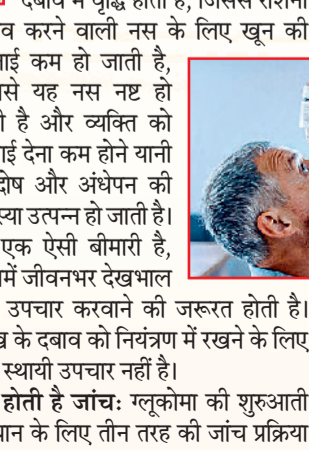 दबाव में वृद्धि होती है, जिससे रोशनी
करने वाली नस के लिए खून की
कम हो जाती है,
यह नस नष्ट हो
है और व्यक्ति को
देना कम होने यानी
और अंधेपन की
उत्पन्न हो जाती है।
एक ऐसी बीमारी है,
जीवनभर देखभाल
उपचार करवाने की जरूरत होती है।
के दबाव को नियंत्रण में रखने के लिए
स्थायी उपचार नहीं है।
होती है जांच: ग्लूकोमा की शुरुआती
के लिए तीन तरह की जांच प्रक्रिया